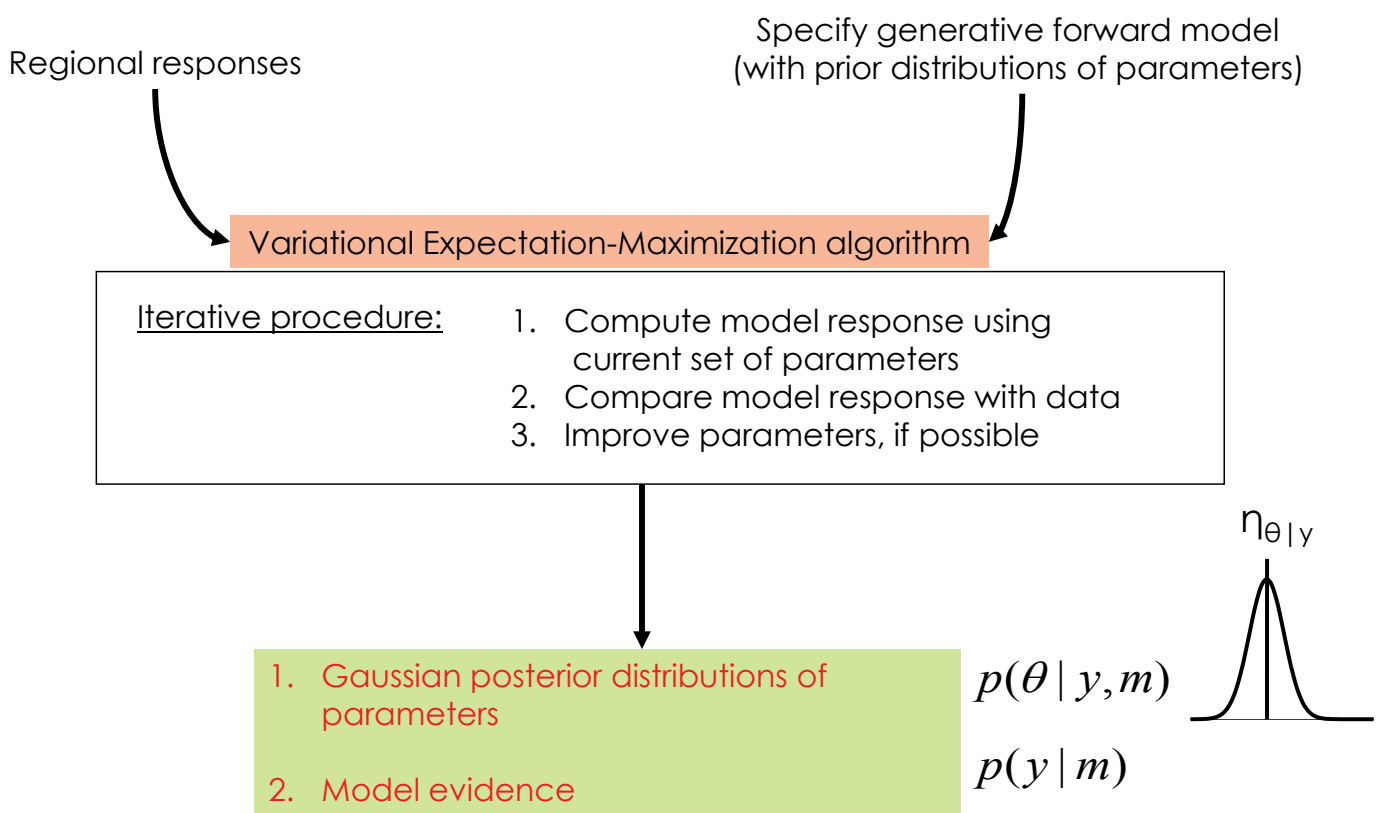 Regional responses
Specify generative forward model
(with prior distributions of parameters)
Variational Expectation-Maximization algorithm
Iterative procedure:
1. Compute model response using
current set of parameters
2. Compare model response with data
3. Improve parameters, if possible
η_{θ|y}
1. Gaussian posterior distributions of
parameters
p(θ | y, m)
2. Model evidence
p(y | m)